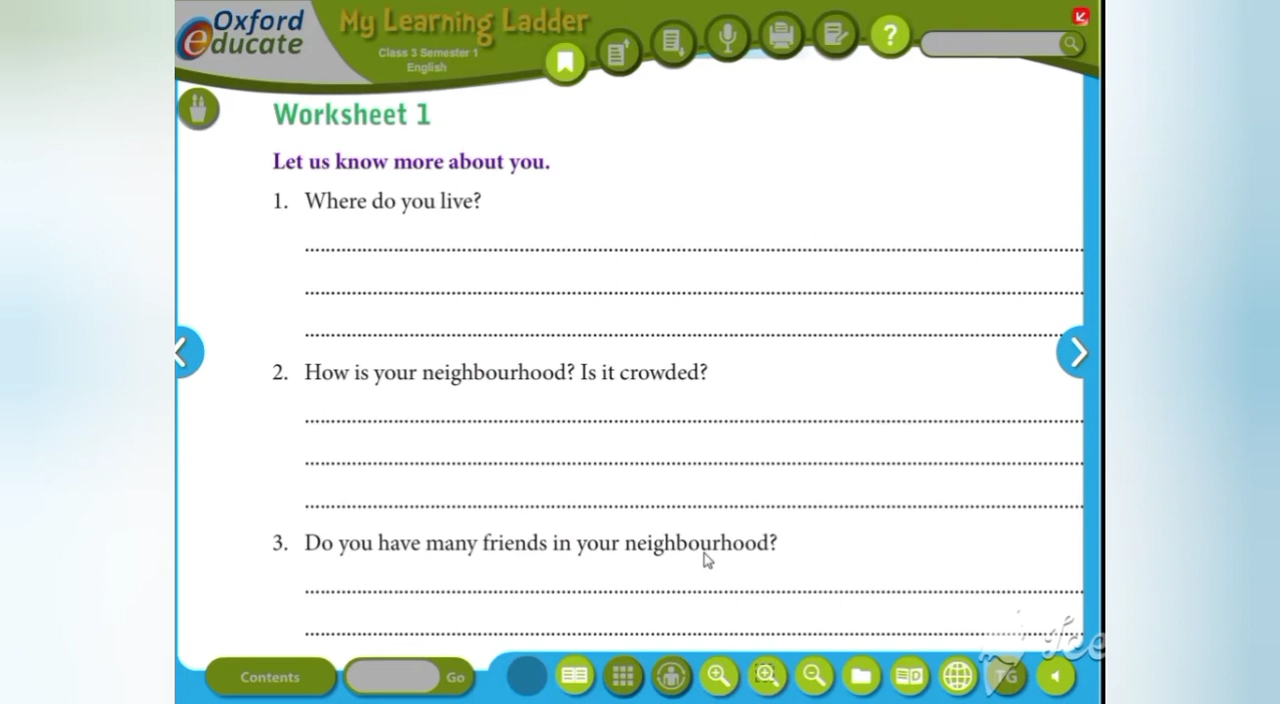 Oxford
educate
My Learning Ladder
Class 3 Semester 1
English
?
Worksheet 1
Let us know more about you.
1. Where do you live?
2. How is your neighbourhood? Is it crowded?
3. Do you have many friends in your neighbourhood?
Contents
Go
D
TG